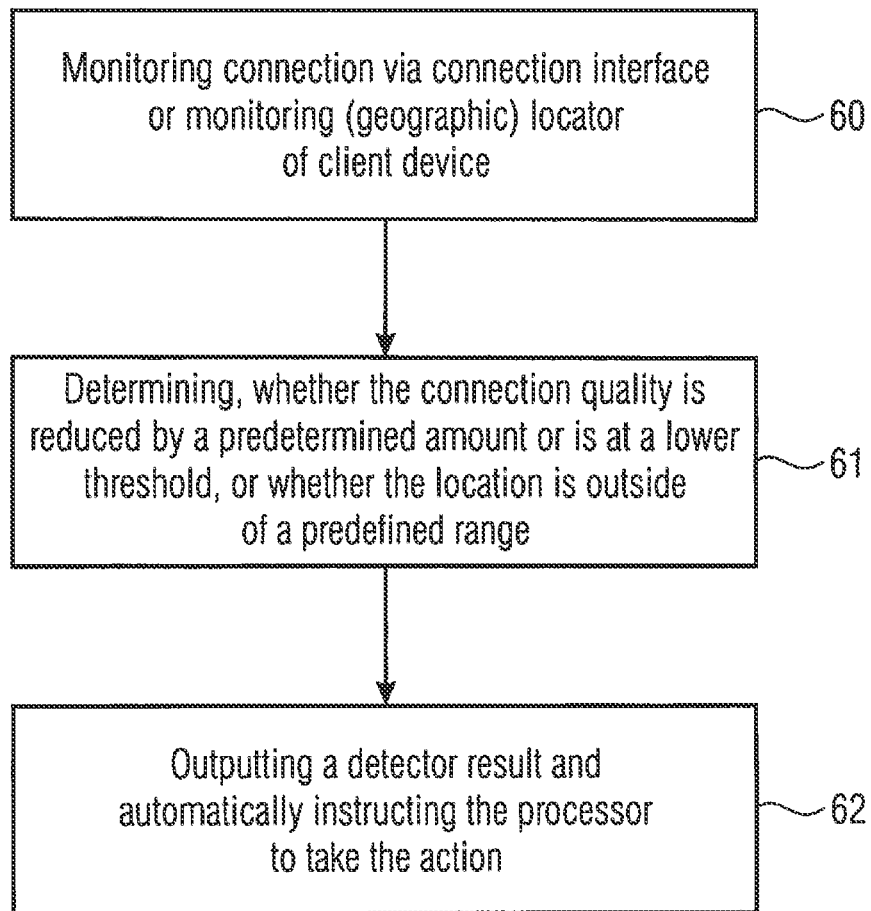 Monitoring connection via connection interface
or monitoring (geographic) locator
of client device
60
Determining, whether the connection quality is
reduced by a predetermined amount or is at a lower
threshold, or whether the location is outside
of a predefined range
61
Outputting a detector result and
automatically instructing the processor
to take the action
62